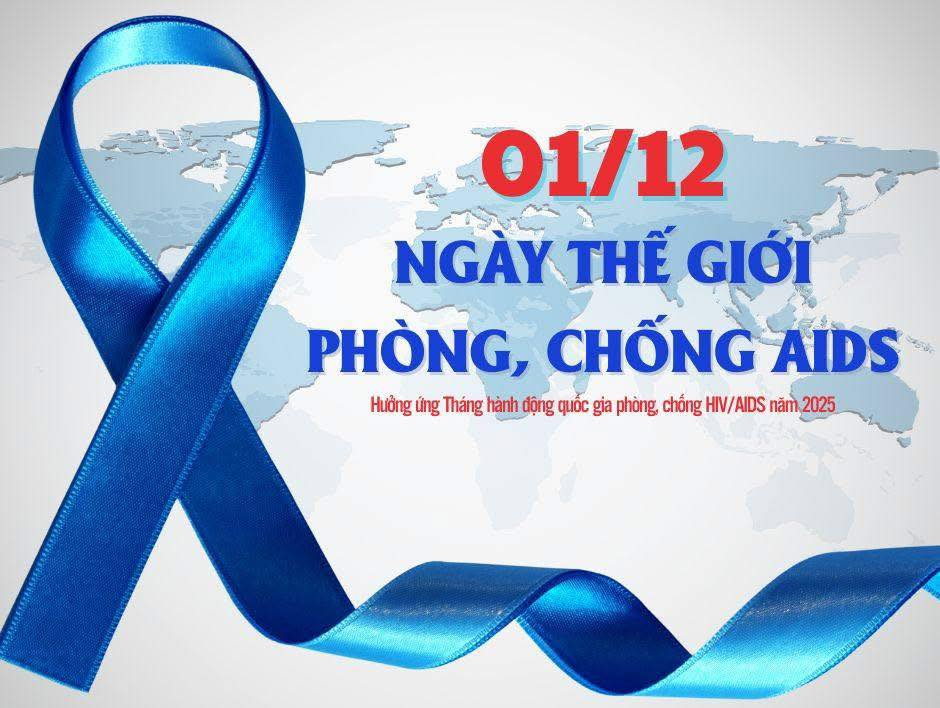 01/12
NGÀY THẾ GIỚI
PHÒNG, CHỐNG AIDS
Hưởng ứng Tháng hành động quốc gia phòng, chống HIV/AIDS năm 2025